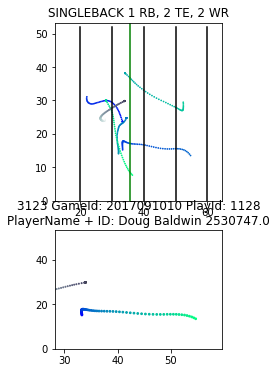 SINGLEBACK 1 RB, 2 TE, 2 WR
50
40
30
20
10
0
20 40 60
3123 GameId: 2017091010 PlayId: 1128
PlayerName + ID: Doug Baldwin 2530747.0
40
20
0
30 40 50